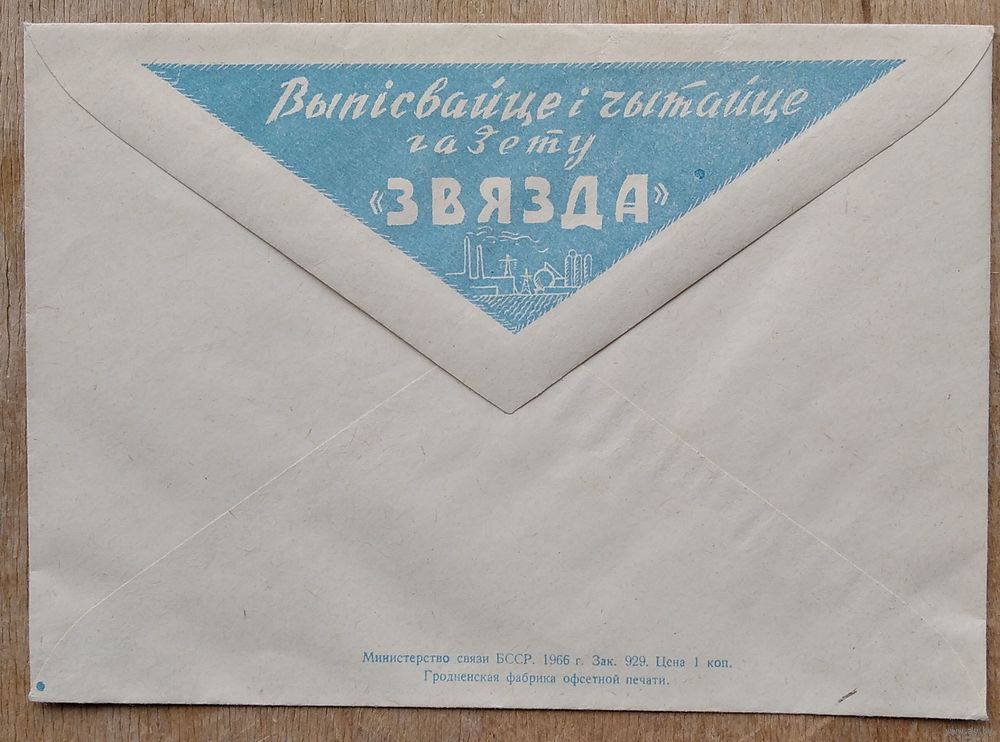 Выпісвайце і чытайце
газету
«ЗВЯЗДА»
Министерство связи БССР. 1966 г. Зак. 929. Цена 1 коп.
Гродненская фабрика офсетной печати.